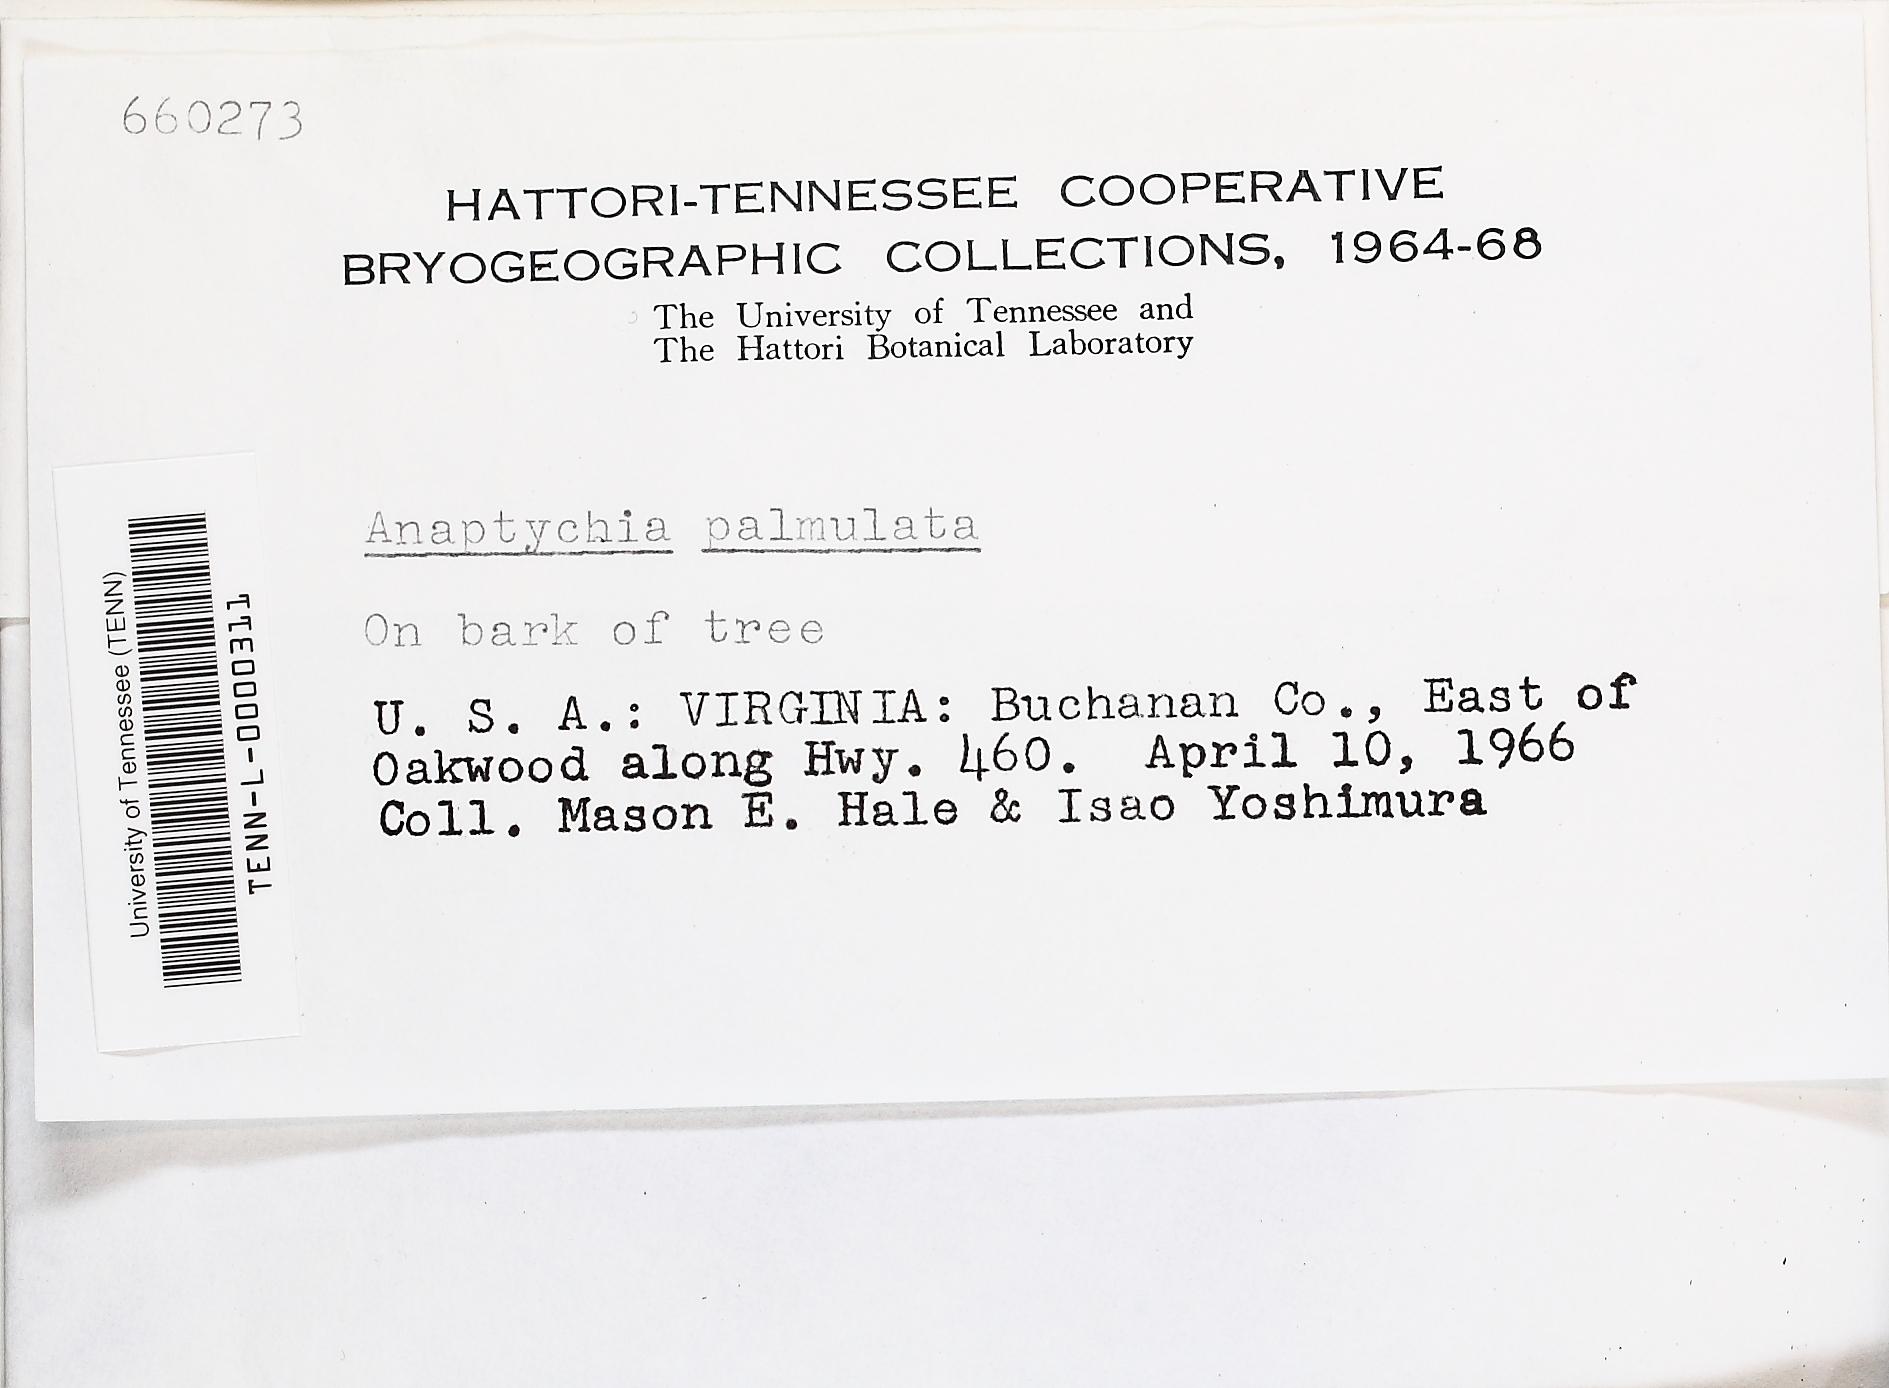 660273
HATTORI-TENNESSEE COOPERATIVE
BRYOGEOGRAPHIC COLLECTIONS, 1964-68
The University of Tennessee and
The Hattori Botanical Laboratory
Anaptychia palmulata
On bark of tree
U. S. A.: VIRGINIA: Buchanan Co., East of
Oakwood along Hwy. 460. April 10, 1966
Coll. Mason E. Hale & Isao Yoshimura
University of Tennessee (TENN)
TENN-L-0000311